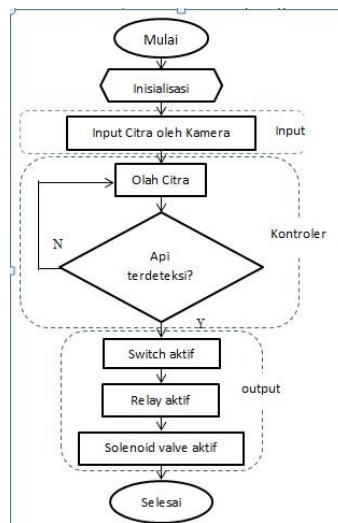 Mulai
Inisialisasi
Input Citra oleh Kamera
Input
Olah Citra
Kontroler
N
Api
terdeteksi?
Y
Switch aktif
output
Relay aktif
Solenoid valve aktif
Selesai